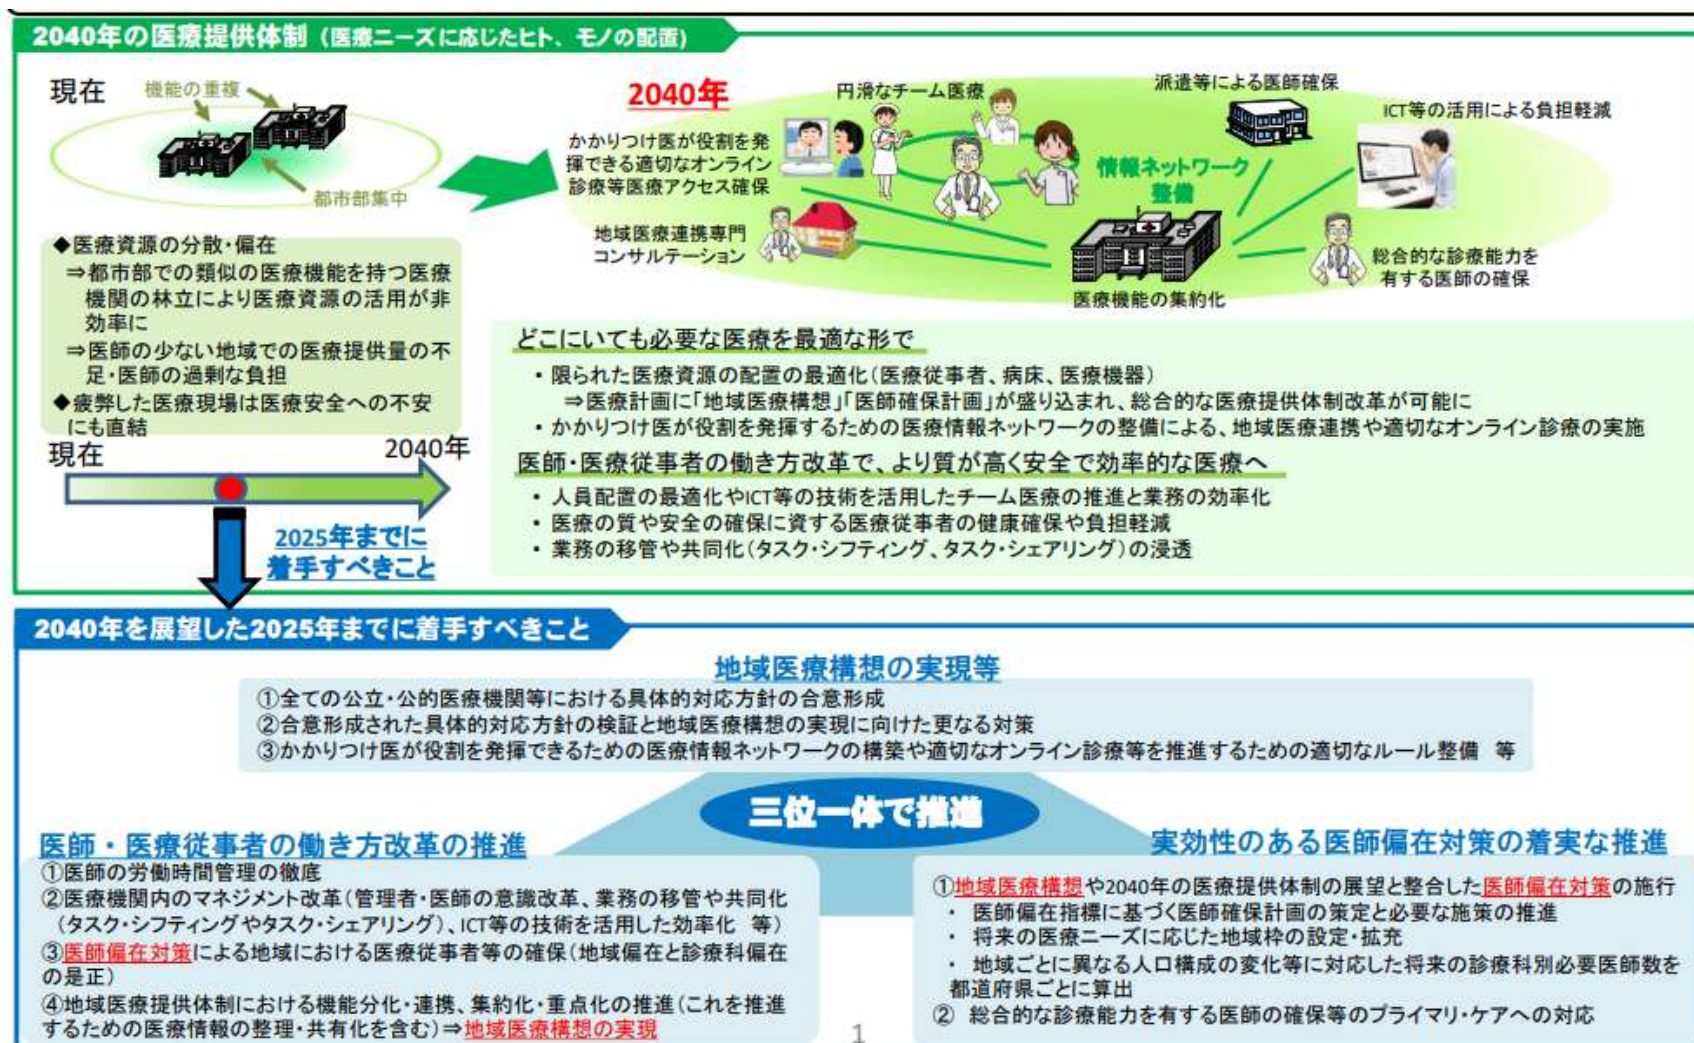 2040年の医療提供体制（医療ニーズに応じたヒト、モノの配置）
現在
機能の重複
都市部集中
◆医療資源の分散・偏在
⇒都市部での類似の医療機能を持つ医療
機関の林立により医療資源の活用が非
効率に
⇒医師の少ない地域での医療提供量の不
足・医師の過剰な負担
◆疲弊した医療現場は医療安全への不安
にも直結
現在
2040年
2025年までに
着手すべきこと
2040年
円滑なチーム医療
派遣等による医師確保
ICT等の活用による負担軽減
かかりつけ医が役割を発
揮できる適切なオンライン
診療等医療アクセス確保
情報ネットワーク
整備
地域医療連携専門
コンサルテーション
総合的な診療能力を
有する医師の確保
医療機能の集約化
どこにいても必要な医療を最適な形で
・限られた医療資源の配置の最適化（医療従事者、病床、医療機器）
⇒医療計画に「地域医療構想」「医師確保計画」が盛り込まれ、総合的な医療提供体制改革が可能に
・かかりつけ医が役割を発揮するための医療情報ネットワークの整備による、地域医療連携や適切なオンライン診療の実施
医師・医療従事者の働き方改革で、より質が高く安全で効率的な医療へ
・人員配置の最適化やICT等の技術を活用したチーム医療の推進と業務の効率化
・医療の質や安全の確保に資する医療従事者の健康確保や負担軽減
・業務の移管や共同化（タスク・シフティング、タスク・シェアリング）の浸透
2040年を展望した2025年までに着手すべきこと
地域医療構想の実現等
①全ての公立・公的医療機関等における具体的対応方針の合意形成
②合意形成された具体的対応方針の検証と地域医療構想の実現に向けた更なる対策
③かかりつけ医が役割を発揮できるための医療情報ネットワークの構築や適切なオンライン診療等を推進するための適切なルール整備　等
三位一体で推進
医師・医療従事者の働き方改革の推進
①医師の労働時間管理の徹底
②医療機関内のマネジメント改革（管理者・医師の意識改革、業務の移管や共同化
（タスク・シフティングやタスク・シェアリング）、ICT等の技術を活用した効率化　等）
③医師偏在対策による地域における医療従事者等の確保（地域偏在と診療科偏在
の是正）
④地域医療提供体制における機能分化・連携、集約化・重点化の推進（これを推進
するための医療情報の整理・共有化を含む）⇒地域医療構想の実現
実効性のある医師偏在対策の着実な推進
①地域医療構想や2040年の医療提供体制の展望と整合した医師偏在対策の施行
・ 医師偏在指標に基づく医師確保計画の策定と必要な施策の推進
・ 将来の医療ニーズに応じた地域枠の設定・拡充
・ 地域ごとに異なる人口構成の変化等に対応した将来の診療科別必要医師数を
都道府県ごとに算出
② 総合的な診療能力を有する医師の確保等のプライマリ・ケアへの対応
1